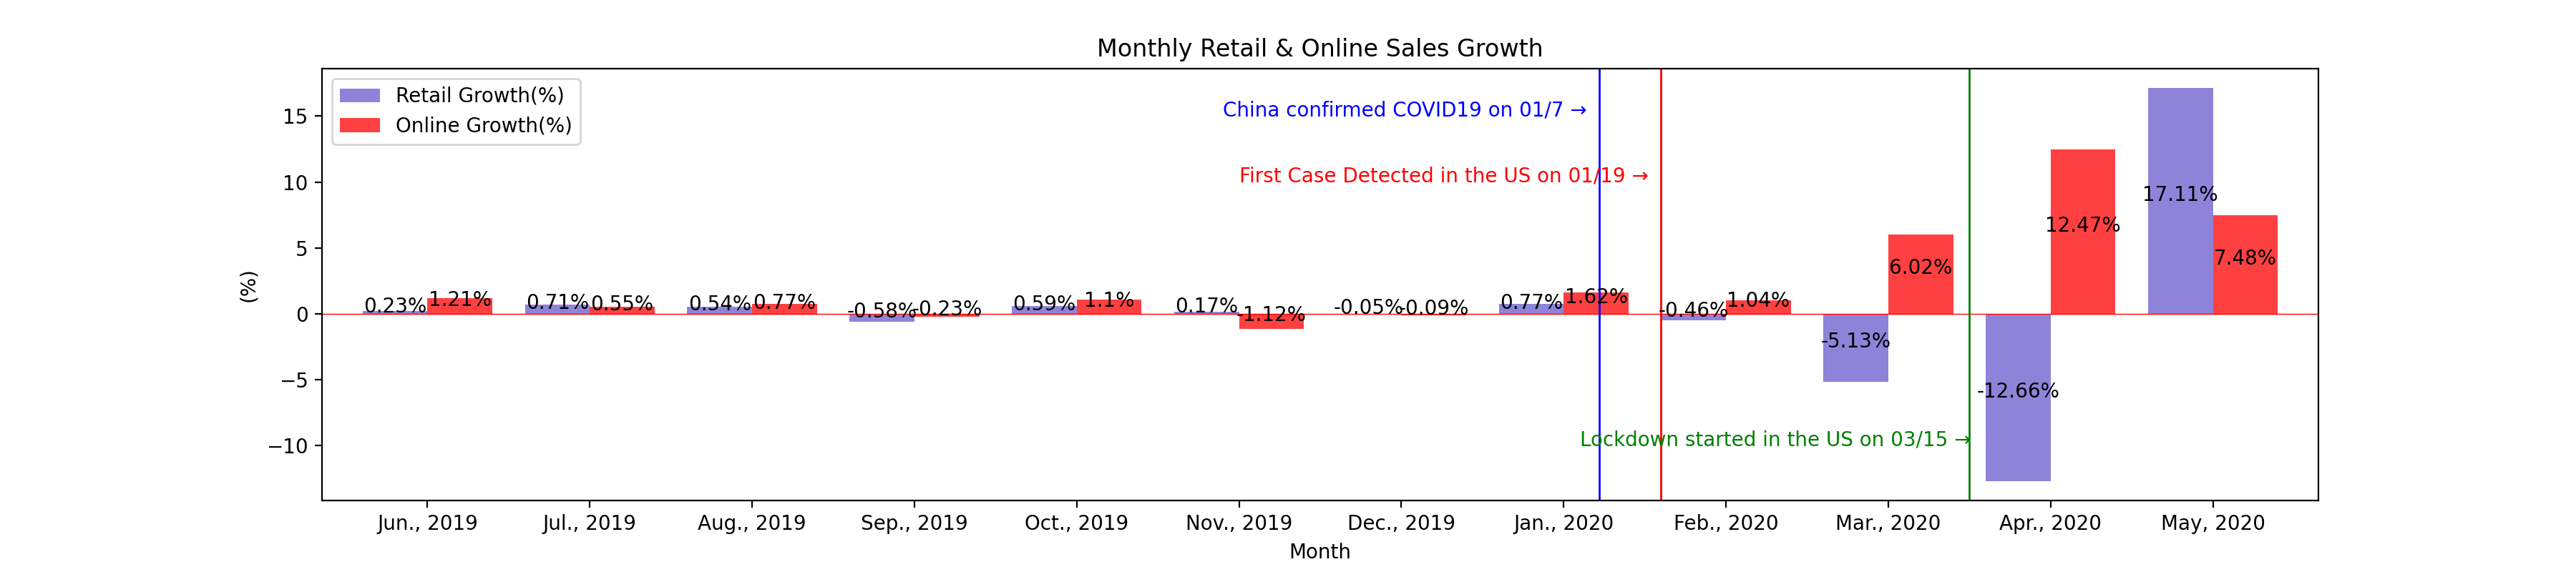 Monthly Retail & Online Sales Growth
Retail Growth(%)
Online Growth(%)
China confirmed COVID19 on 01/7 →
First Case Detected in the US on 01/19 →
Lockdown started in the US on 03/15 →
(%)
15
10
5
0
−5
−10
0.23%
1.21%
0.71%
0.55%
0.54%
0.77%
-0.58%
-0.23%
0.59%
1.1%
0.17%
-1.12%
-0.05%
-0.09%
0.77%
1.62%
-0.46%
1.04%
-5.13%
6.02%
-12.66%
12.47%
17.11%
7.48%
Jun., 2019
Jul., 2019
Aug., 2019
Sep., 2019
Oct., 2019
Nov., 2019
Dec., 2019
Jan., 2020
Feb., 2020
Mar., 2020
Apr., 2020
May, 2020
Month